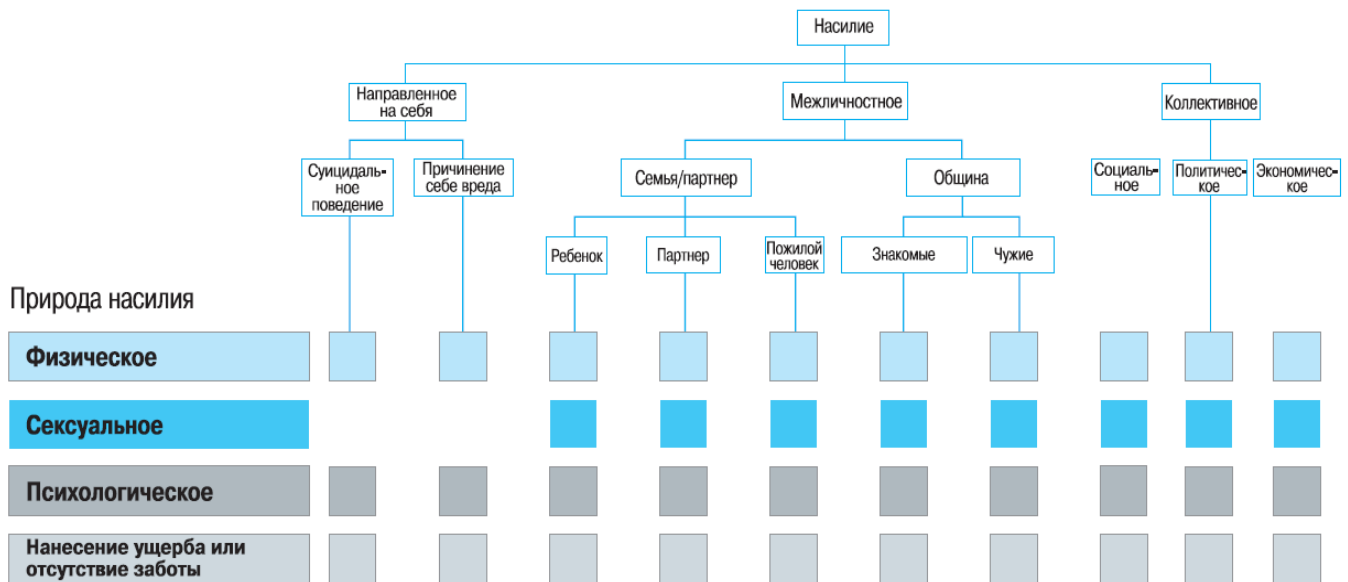 Насилие
Направленное
на себя
Межличностное
Коллективное
Суицидаль-
ное
поведение
Причинение
себе вреда
Семья/партнер
Община
Социаль-
ное
Политичес-
кое
Экономичес-
кое
Ребенок
Партнер
Пожилой
человек
Знакомые
Чужие
Природа насилия
Физическое
Сексуальное
Психологическое
Нанесение ущерба или
отсутствие заботы